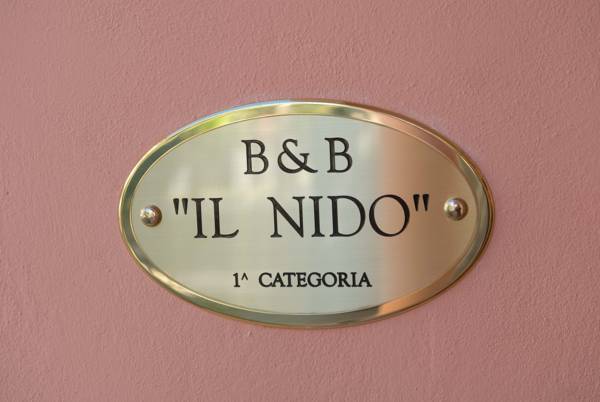 B & B
"IL NIDO"
1^ CATEGORIA